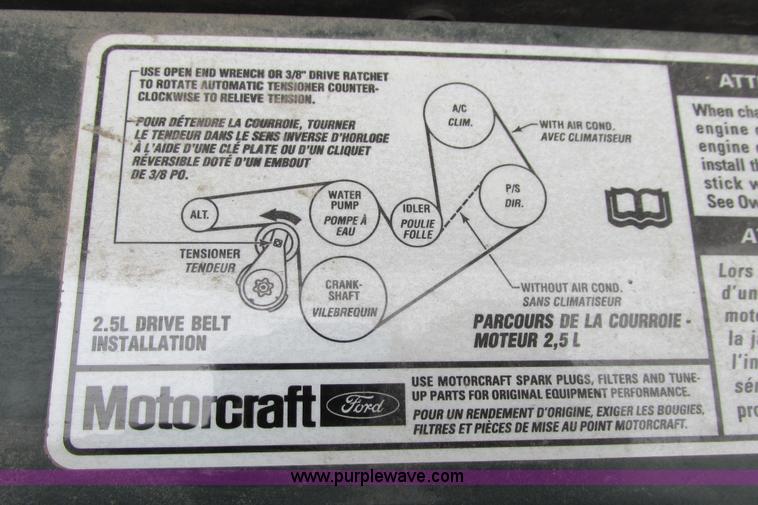 USE OPEN END WRENCH OR 3/8" DRIVE RATCHET
TO ROTATE AUTOMATIC TENSIONER COUNTER-
CLOCKWISE TO RELIEVE TENSION.
POUR DÉTENDRE LA COURROIE, TOURNER
LE TENDEUR DANS LE SENS INVERSE D'HORLOGE
À L'AIDE D'UNE CLÉ PLATE OU D'UN CLIQUET
RÉVERSIBLE DOTÉ D'UN EMBOUT
DE 3/8 PO.
A/C
CLIM.
WITH AIR COND.
AVEC CLIMATISEUR
ALT.
WATER
PUMP
POMPE À
EAU
IDLER
POULIE
FOLLE
P/S
DIR.
TENSIONER
TENDEUR
CRANK-
SHAFT
VILEBREQUIN
WITHOUT AIR COND.
SANS CLIMATISEUR
2.5L DRIVE BELT
INSTALLATION
PARCOURS DE LA COURROIE -
MOTEUR 2,5 L
Motorcraft
Ford
USE MOTORCRAFT SPARK PLUGS, FILTERS AND TUNE-
UP PARTS FOR ORIGINAL EQUIPMENT PERFORMANCE.
POUR UN RENDEMENT D'ORIGINE, EXIGER LES BOUGIES,
FILTRES ET PIÈCES DE MISE AU POINT MOTORCRAFT.
ATT
When cha
engine
engine
install th
stick w
See Ow
A
Lors
d'un
mot
la j
l'in
sér
pro
www.purplewave.com